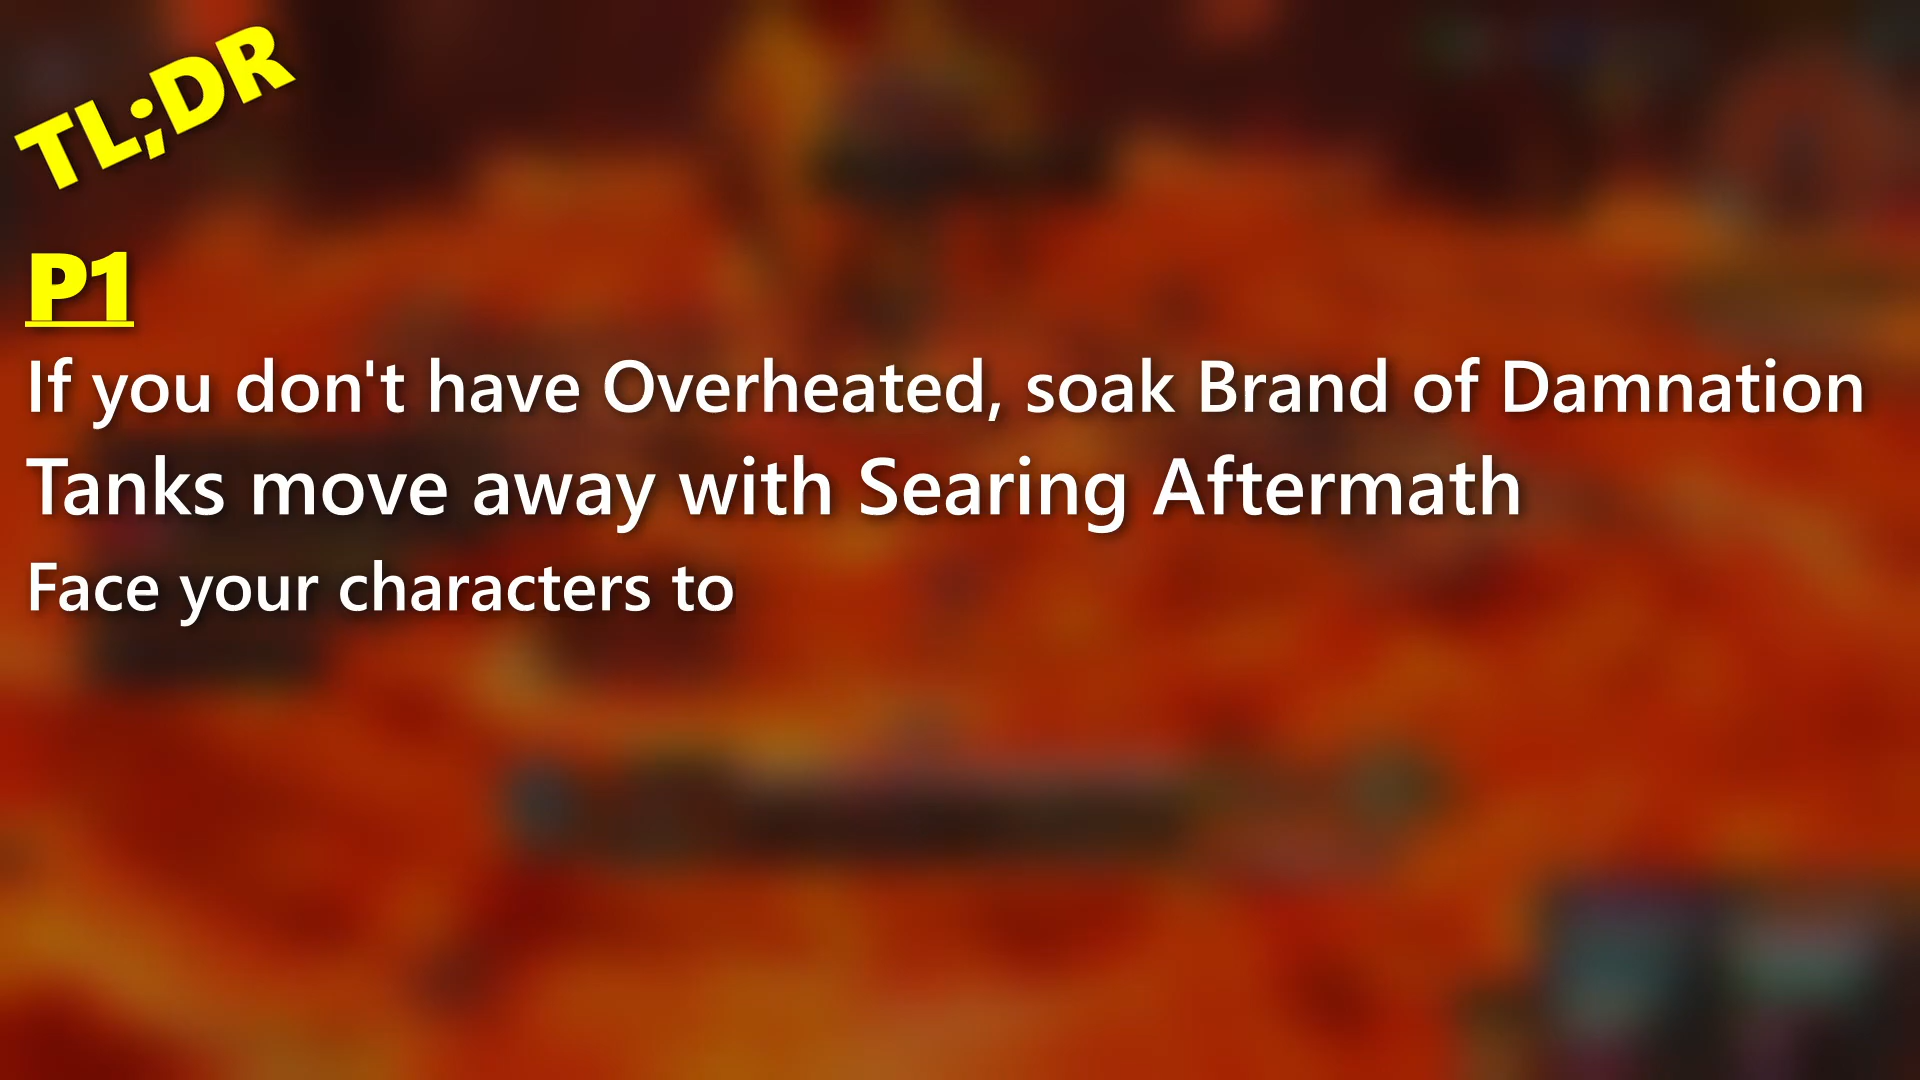 TL;DR
P1
If you don't have Overheated, soak Brand of Damnation
Tanks move away with Searing Aftermath
Face your characters to